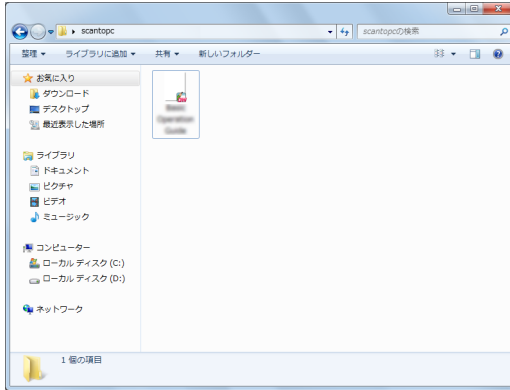 scantopc
scantopcの検索
整理 ライブラリに追加 共有 新しいフォルダー
お気に入り
ダウンロード
デスクトップ
最近表示した場所
Basic
Operation
Guide
ライブラリ
ドキュメント
ピクチャ
ビデオ
ミュージック
コンピューター
ローカル ディスク (C:)
ローカル ディスク (D:)
ネットワーク
1 個の項目